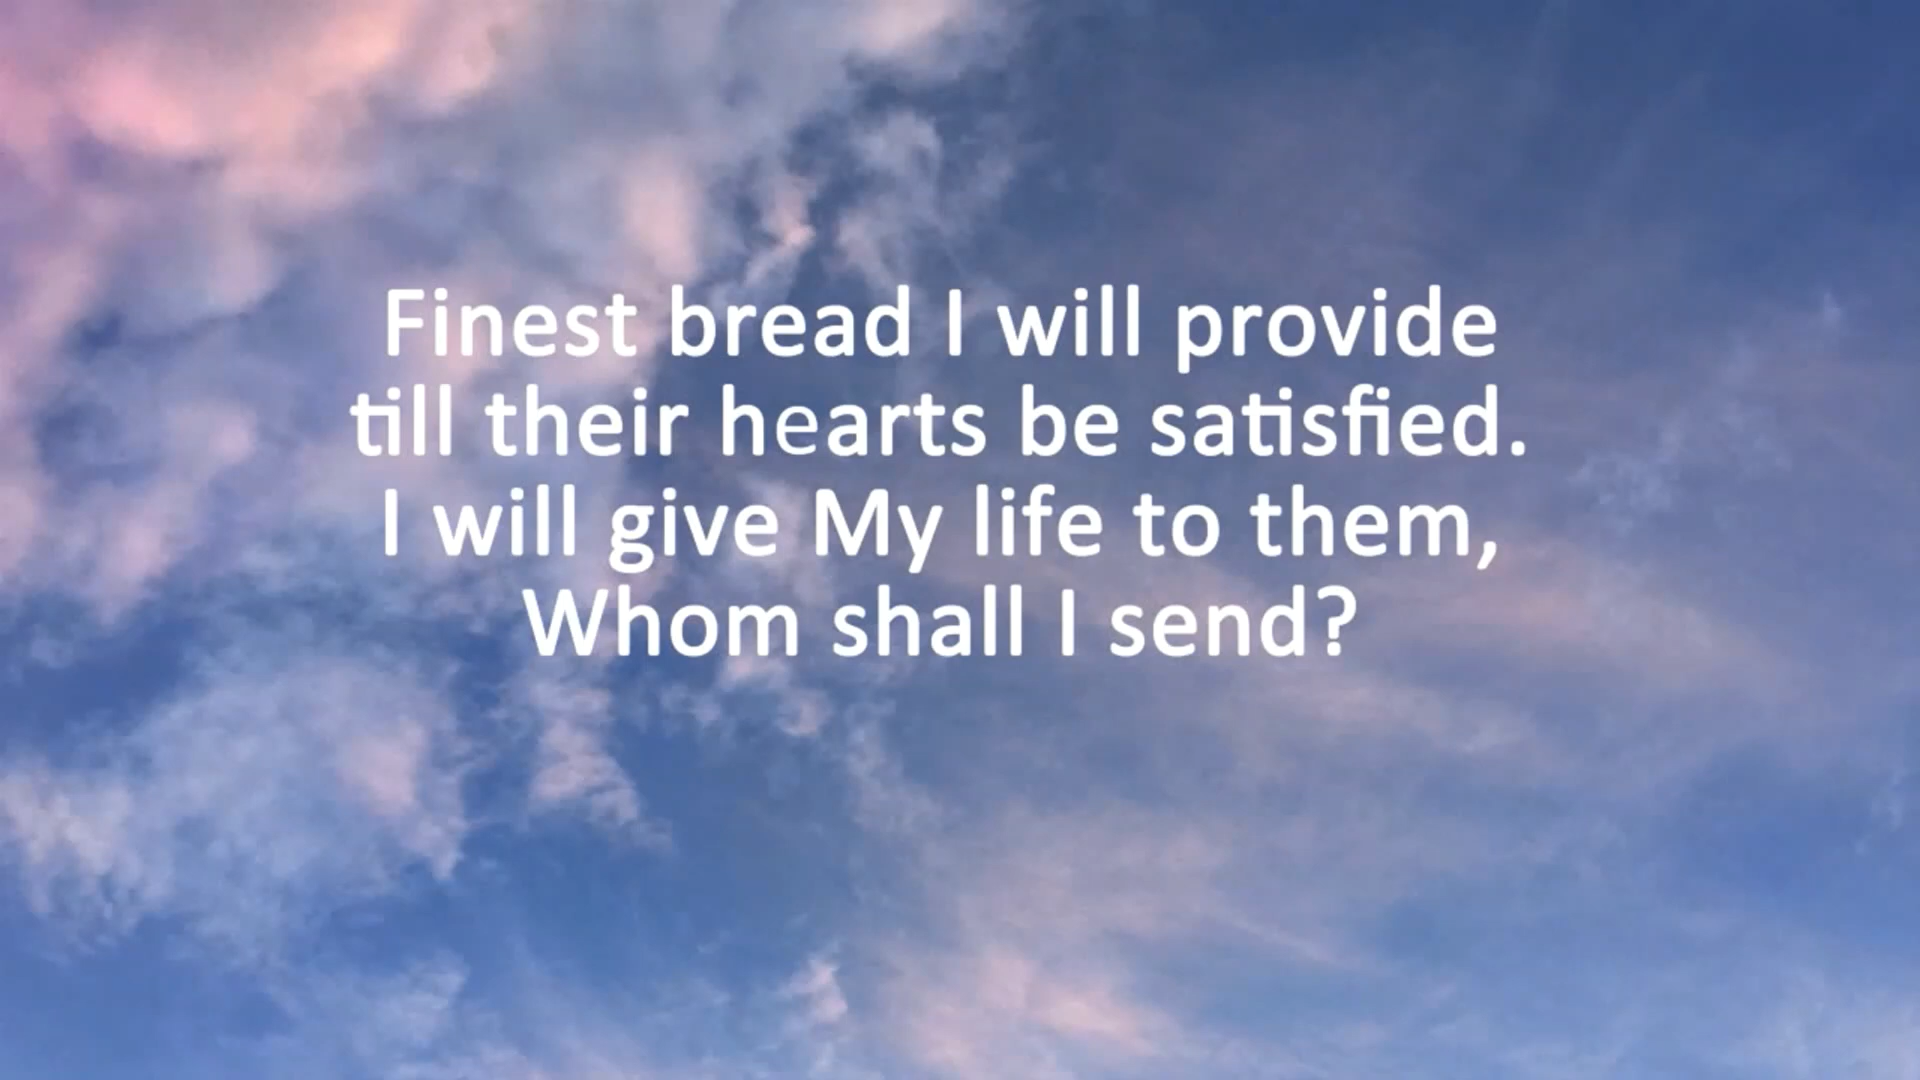 Finest bread I will provide
till their hearts be satisfied.
I will give My life to them,
Whom shall I send?